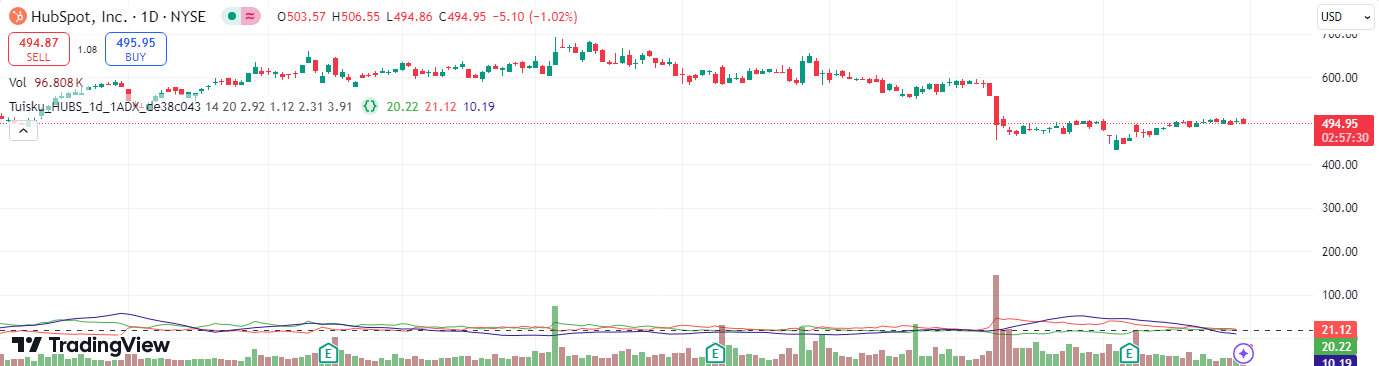 HubSpot, Inc. · 1D · NYSE O503.57 H506.55 L494.86 C494.95 −5.10 (−1.02%) USD
494.87 SELL 1.08 495.95 BUY
Vol 96.808K
Tuisku_HUBS_1d_1ADX_de38c043 14 20 2.92 1.12 2.31 3.91 {} 20.22 21.12 10.19
700.00
600.00
494.95
02:57:30
400.00
300.00
200.00
100.00
21.12
20.22
10.19
TradingView
E E E